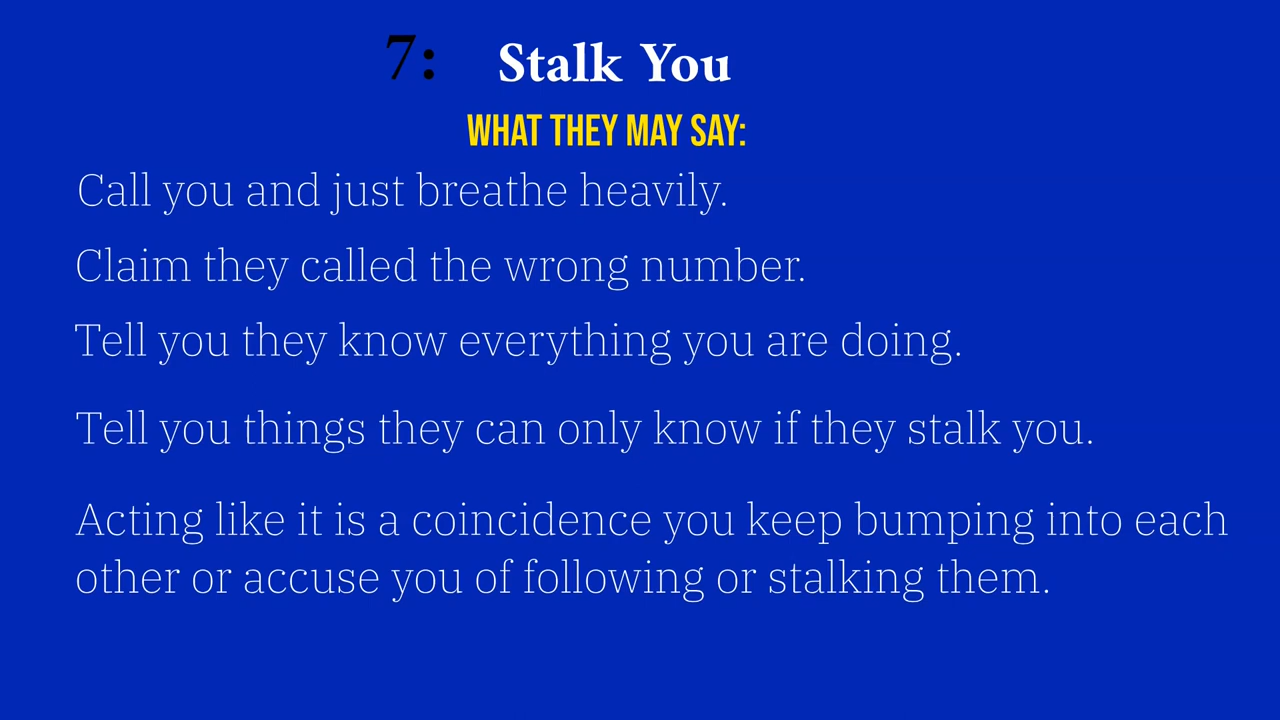 7: Stalk You
WHAT THEY MAY SAY:
Call you and just breathe heavily.
Claim they called the wrong number.
Tell you they know everything you are doing.
Tell you things they can only know if they stalk you.
Acting like it is a coincidence you keep bumping into each
other or accuse you of following or stalking them.